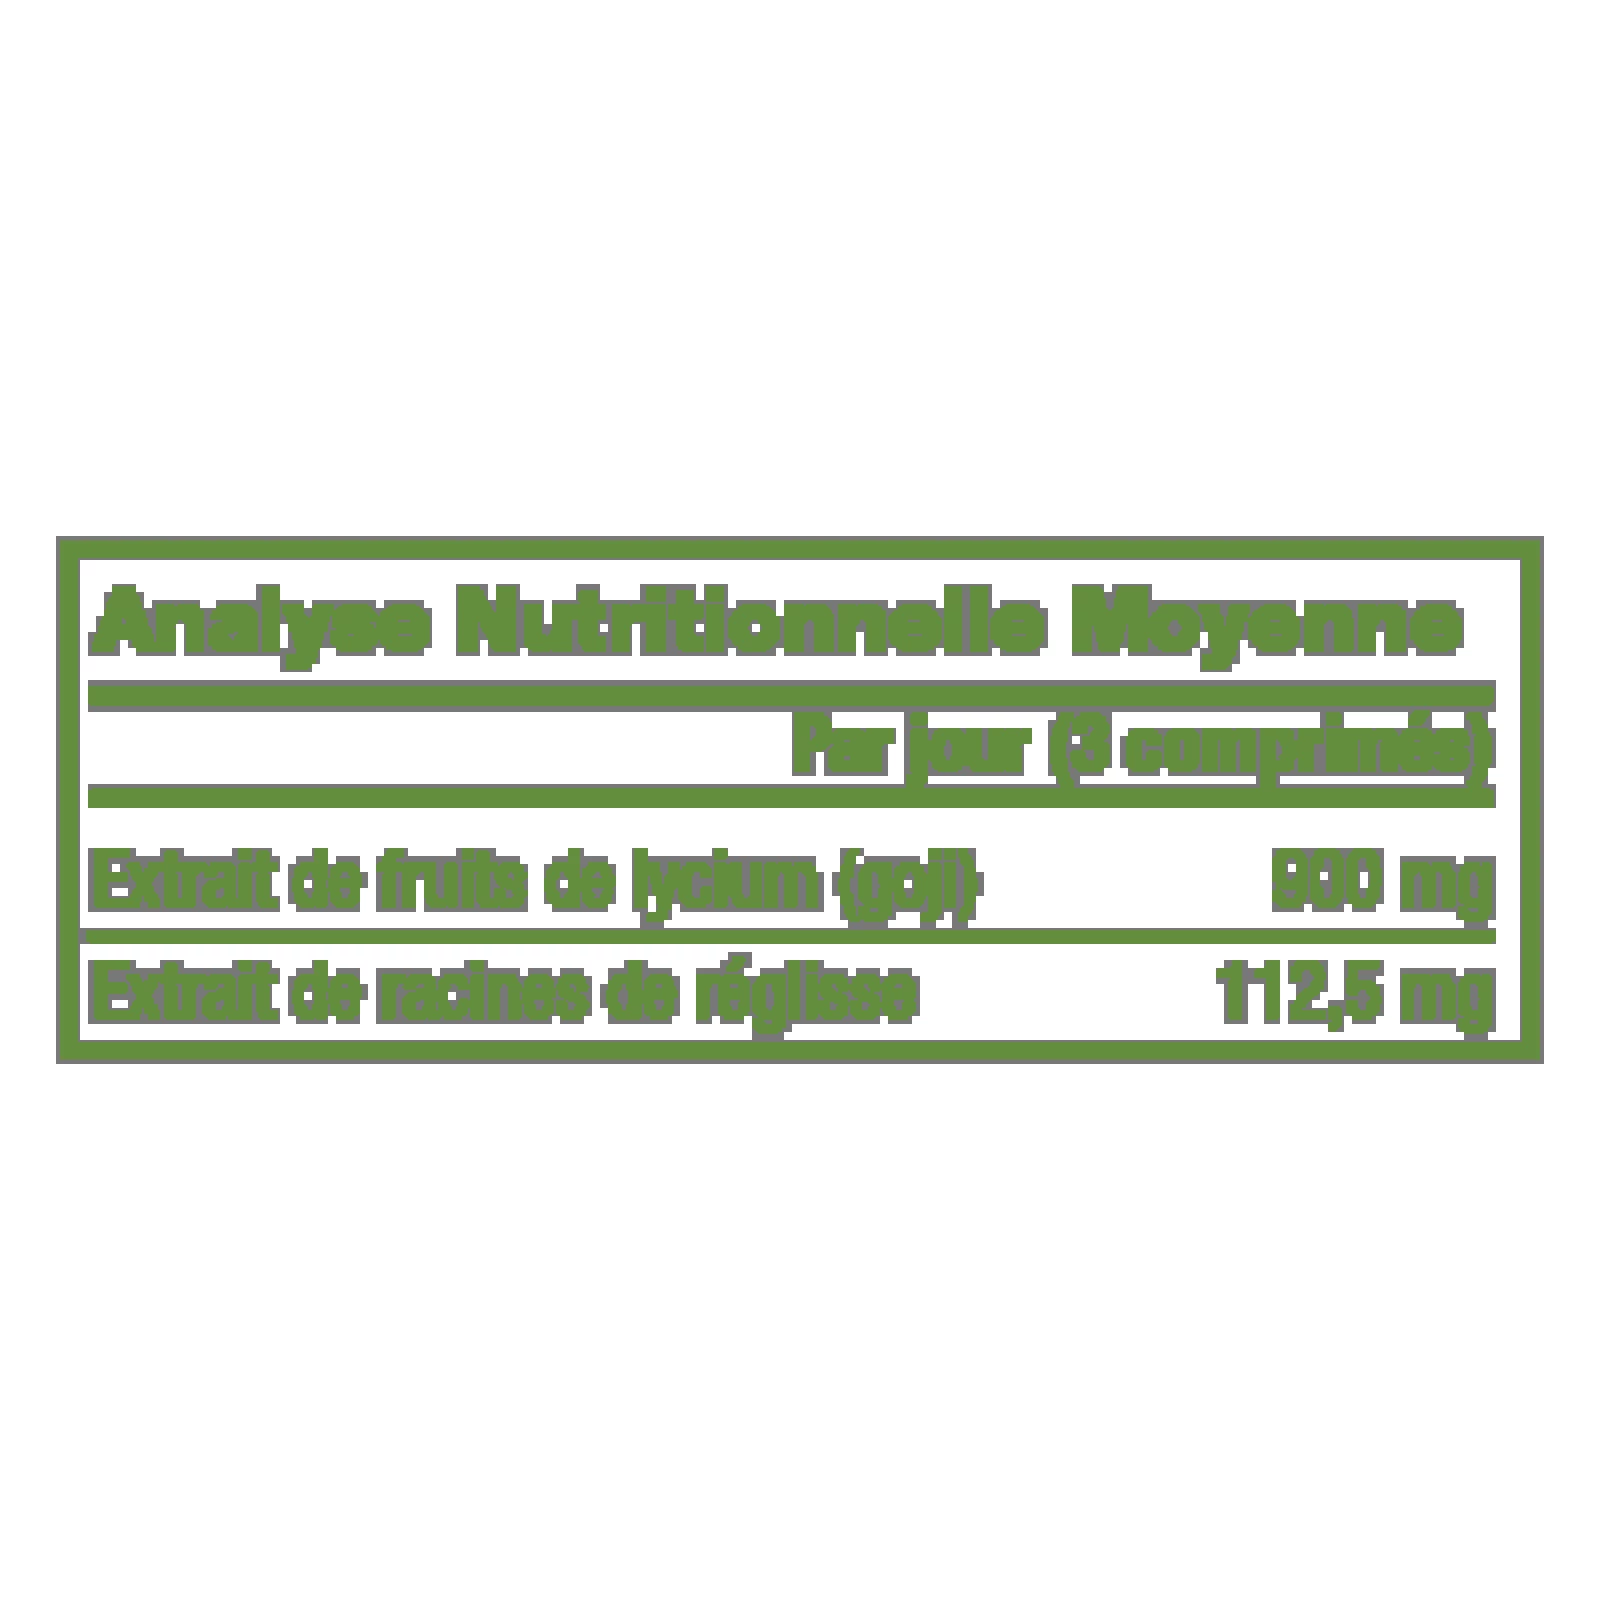 Analyse Nutritionnelle Moyenne
Par jour (3 comprimés)
Extrait de fruits de lycium (goji) 900 mg
Extrait de racines de réglisse 112,5 mg